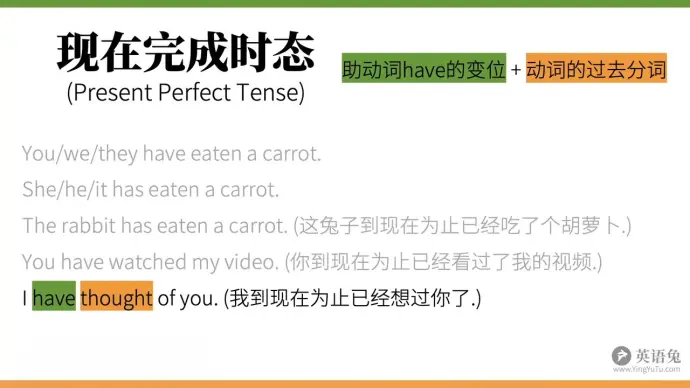 现在完成时态
(Present Perfect Tense)
助动词have的变位 + 动词的过去分词
You/we/they have eaten a carrot.
She/he/it has eaten a carrot.
The rabbit has eaten a carrot. (这兔子到现在为止已经吃了个胡萝卜.)
You have watched my video. (你到现在为止已经看过了我的视频.)
I have thought of you. (我到现在为止已经想过你了.)
英语兔
www.YingYuTu.com